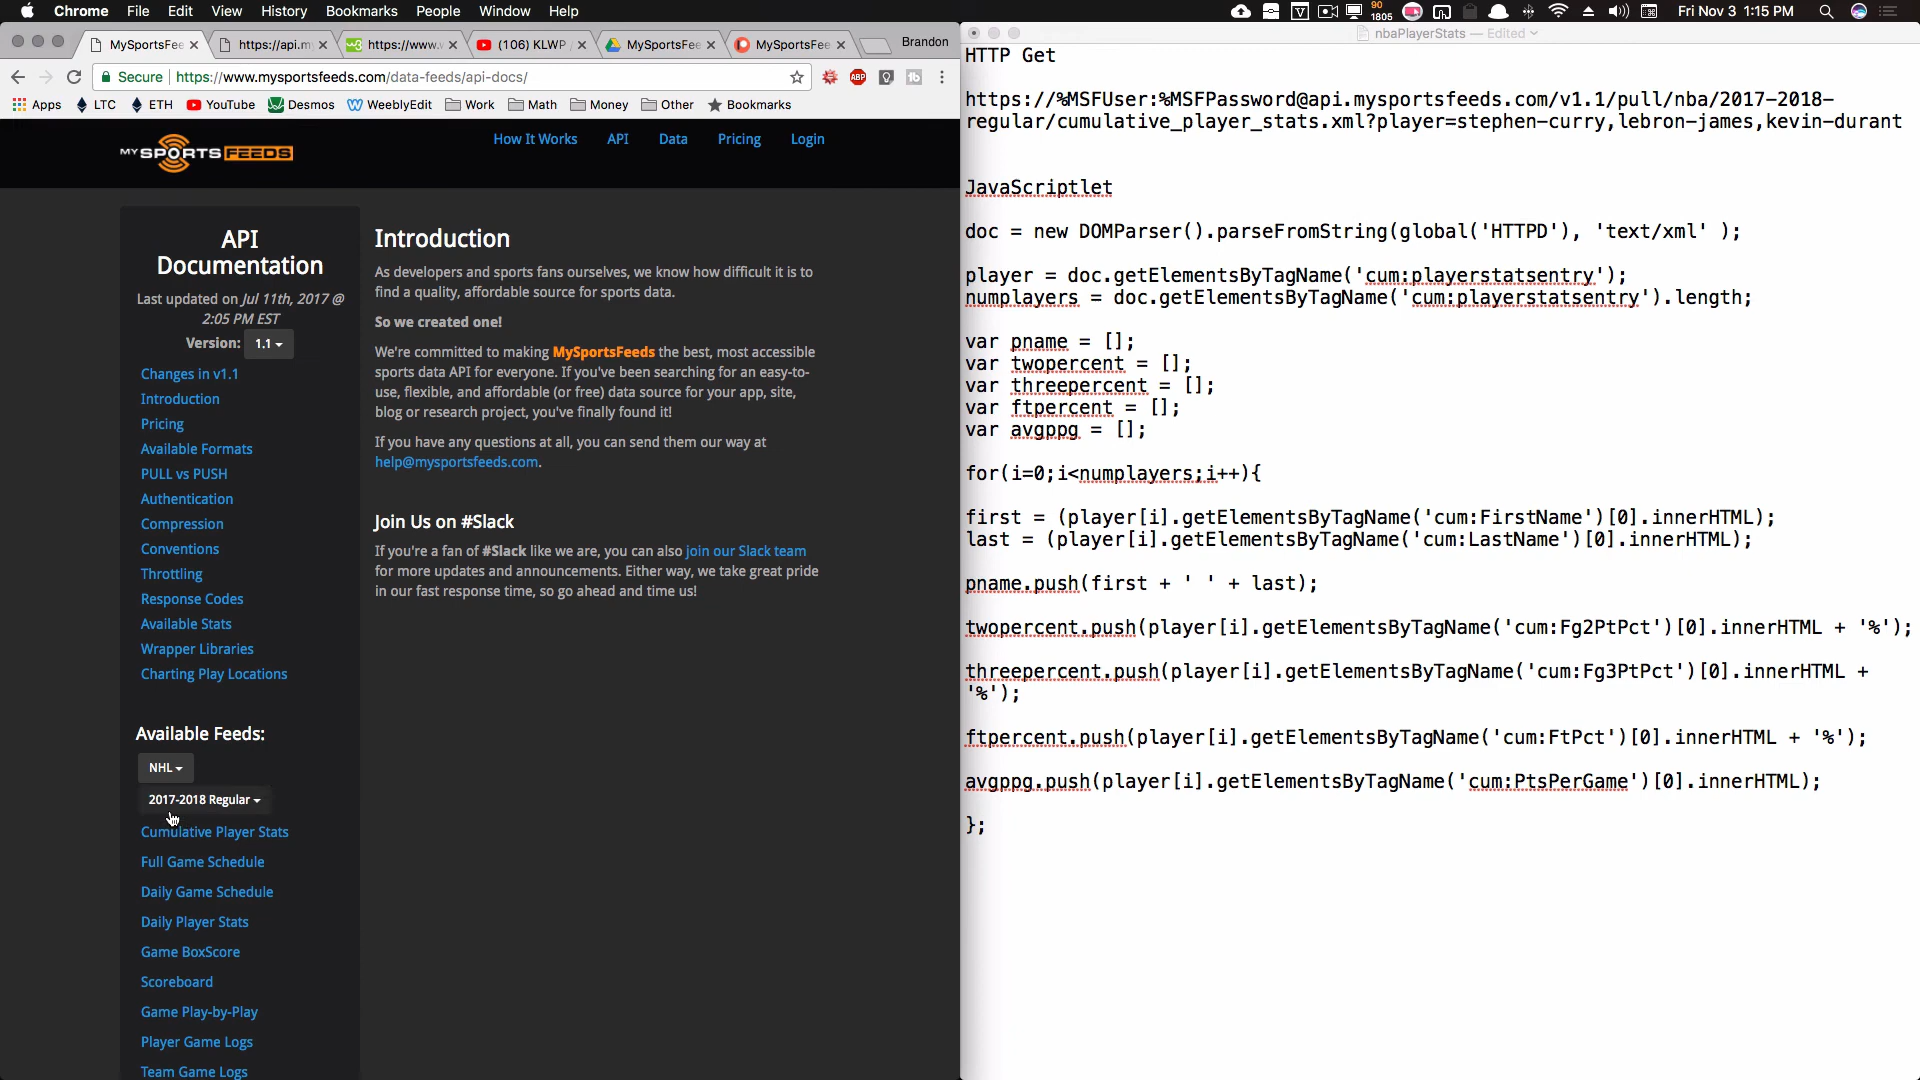 Chrome File Edit View History Bookmarks People Window Help
90
1805
Fri Nov 3 1:15 PM
MySportsFee
https://api.m
https://www.
(106) KLWP
MySportsFee
MySportsFee
Brandon
Secure https://www.mysportsfeeds.com/data-feeds/api-docs/
ABP
Apps LTC ETH YouTube Desmos WeeblyEdit Work Math Money Other Bookmarks
MY SPORTS FEEDS
How It Works API Data Pricing Login
API
Documentation
Last updated on Jul 11th, 2017 @
2:05 PM EST
Version: 1.1
Changes in v1.1
Introduction
Pricing
Available Formats
PULL vs PUSH
Authentication
Compression
Conventions
Throttling
Response Codes
Available Stats
Wrapper Libraries
Charting Play Locations
Available Feeds:
NHL
2017-2018 Regular
Cumulative Player Stats
Full Game Schedule
Daily Game Schedule
Daily Player Stats
Game BoxScore
Scoreboard
Game Play-by-Play
Player Game Logs
Team Game Logs
Introduction
As developers and sports fans ourselves, we know how difficult it is to
find a quality, affordable source for sports data.
So we created one!
We're committed to making MySportsFeeds the best, most accessible
sports data API for everyone. If you've been searching for an easy-to-
use, flexible, and affordable (or free) data source for your app, site,
blog or research project, you've finally found it!
If you have any questions at all, you can send them our way at
help@mysportsfeeds.com.
Join Us on #Slack
If you're a fan of #Slack like we are, you can also join our Slack team
for more updates and announcements. Either way, we take great pride
in our fast response time, so go ahead and time us!
nbaPlayerStats — Edited
HTTP Get
https://%MSFUser:%MSFPassword@api.mysportsfeeds.com/v1.1/pull/nba/2017-2018-
regular/cumulative_player_stats.xml?player=stephen-curry,lebron-james,kevin-durant
JavaScriptlet
doc = new DOMParser().parseFromString(global('HTTPD'), 'text/xml' );
player = doc.getElementsByTagName('cum:playerstatsentry');
numplayers = doc.getElementsByTagName('cum:playerstatsentry').length;
var pname = [];
var twopercent = [];
var threepercent = [];
var ftpercent = [];
var avgppg = [];
for(i=0;i<numplayers;i++){
first = (player[i].getElementsByTagName('cum:FirstName')[0].innerHTML);
last = (player[i].getElementsByTagName('cum:LastName')[0].innerHTML);
pname.push(first + ' ' + last);
twopercent.push(player[i].getElementsByTagName('cum:Fg2PtPct')[0].innerHTML + '%');
threepercent.push(player[i].getElementsByTagName('cum:Fg3PtPct')[0].innerHTML +
'%');
ftpercent.push(player[i].getElementsByTagName('cum:FtPct')[0].innerHTML + '%');
avgppg.push(player[i].getElementsByTagName('cum:PtsPerGame')[0].innerHTML);
};